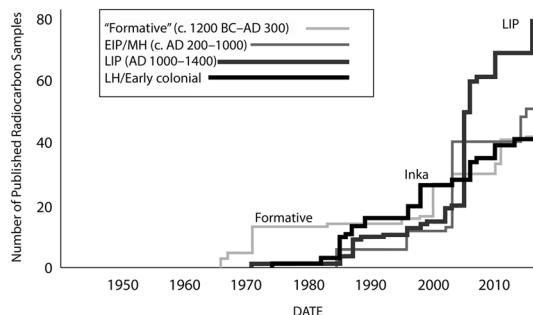 80
60
40
20
0
Number of Published Radiocarbon Samples
"Formative" (c. 1200 BC–AD 300)
EIP/MH (c. AD 200–1000)
LIP (AD 1000–1400)
LH/Early colonial
LIP
Inka
Formative
1950 1960 1970 1980 1990 2000 2010
DATE